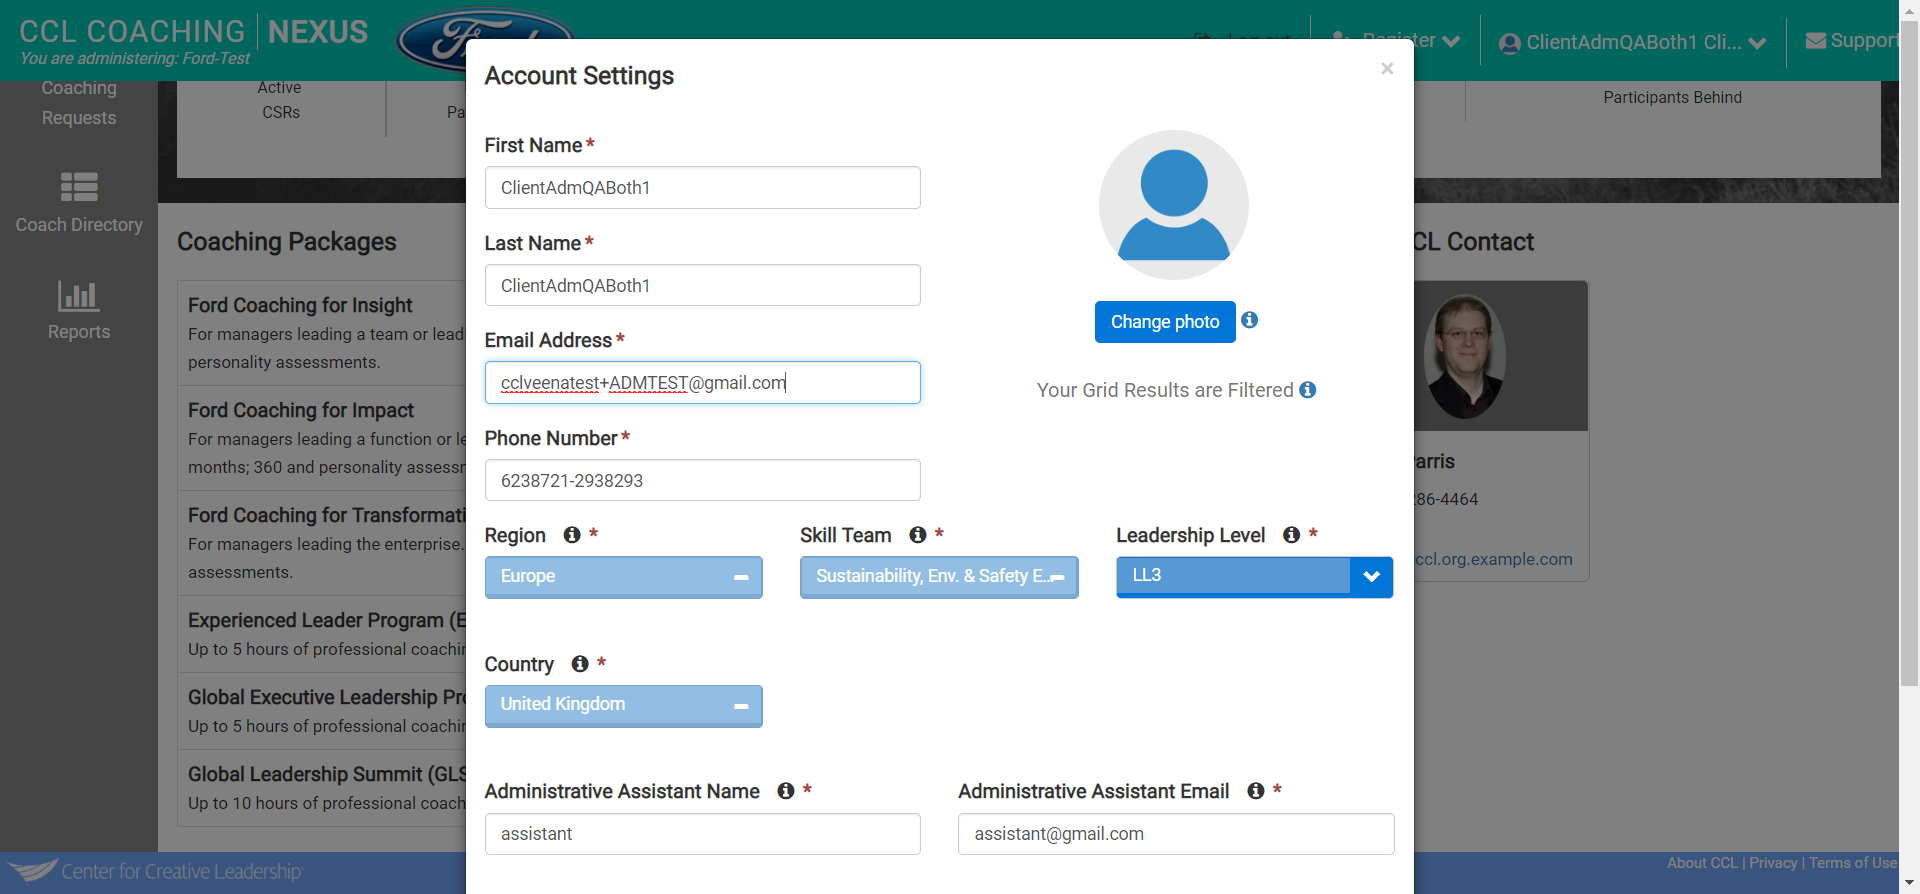 CCL COACHING NEXUS
You are administering: Ford-Test
Ford
Register
ClientAdmQABoth1 Cli...
Support
Coaching
Requests
Coach Directory
Reports
Active
CSRs
Pa
Participants Behind
Coaching Packages
Ford Coaching for Insight
For managers leading a team or lead
personality assessments.
Ford Coaching for Impact
For managers leading a function or le
months; 360 and personality assessm
Ford Coaching for Transformati
For managers leading the enterprise.
assessments.
Experienced Leader Program (E
Up to 5 hours of professional coachin
Global Executive Leadership Pro
Up to 5 hours of professional coachin
Global Leadership Summit (GLS
Up to 10 hours of professional coach
Account Settings
×
First Name *
ClientAdmQABoth1
Last Name *
ClientAdmQABoth1
Email Address *
cclveenatest+ADMTEST@gmail.com
Phone Number *
6238721-2938293
Change photo
Your Grid Results are Filtered
Region *
Europe
Skill Team *
Sustainability, Env. & Safety E...
Leadership Level *
LL3
Country *
United Kingdom
Administrative Assistant Name *
assistant
Administrative Assistant Email *
assistant@gmail.com
CL Contact
arris
286-4464
ccl.org.example.com
Center for Creative Leadership
About CCL | Privacy | Terms of Use